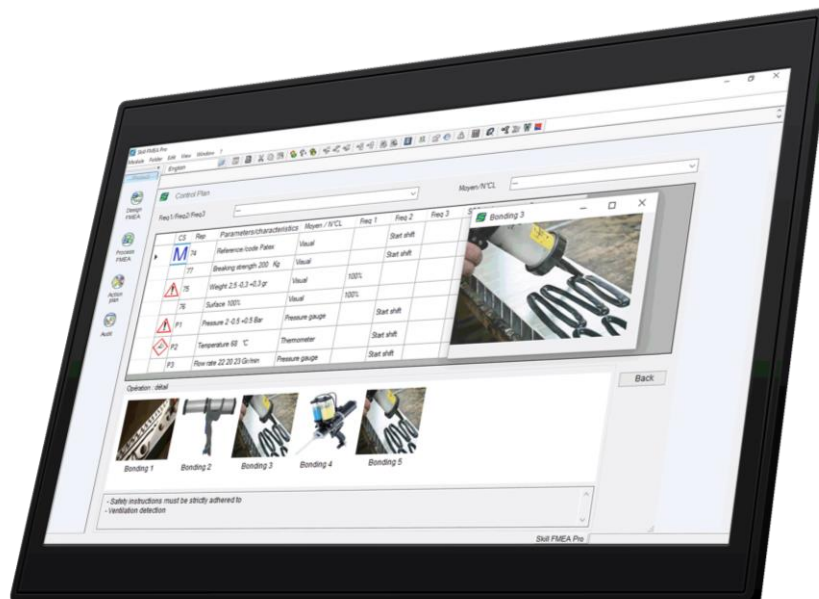 Skill FMEA Pro
Module Folder Edit View Window ?
Process
English
Design FMEA
Process FMEA
Action plan
Audit
Control Plan
Freq1/Freq2/Freq3
Moyen/N°CL
CS Rep Parameters/characteristics Moyen / N°CL Freq 1 Freq 2 Freq 3
M 74 Reference /code Patex Visual Start shift
77 Breaking strength 200 Kg Visual Start shift
75 Weight 2,5 -0,3 +0,3 gr Visual 100%
76 Surface 100% Visual 100%
P1 Pressure 2 -0.5 +0.5 Bar Pressure gauge Start shift
P2 Temperature 68 °C Thermometer Start shift
P3 Flow rate 22 20 23 Gr/min Pressure gauge Start shift
Bonding 3
Back
Opération : détail
Bonding 1 Bonding 2 Bonding 3 Bonding 4 Bonding 5
- Safety instructions must be strictly adhered to
- Ventilation detection
Skill FMEA Pro